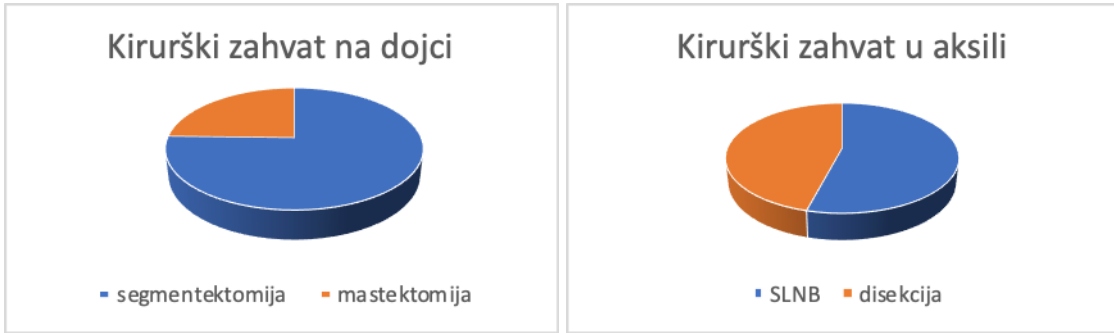 Kirurški zahvat na dojci
segmentektomija mastektomija
Kirurški zahvat u aksili
SLNB disekcija